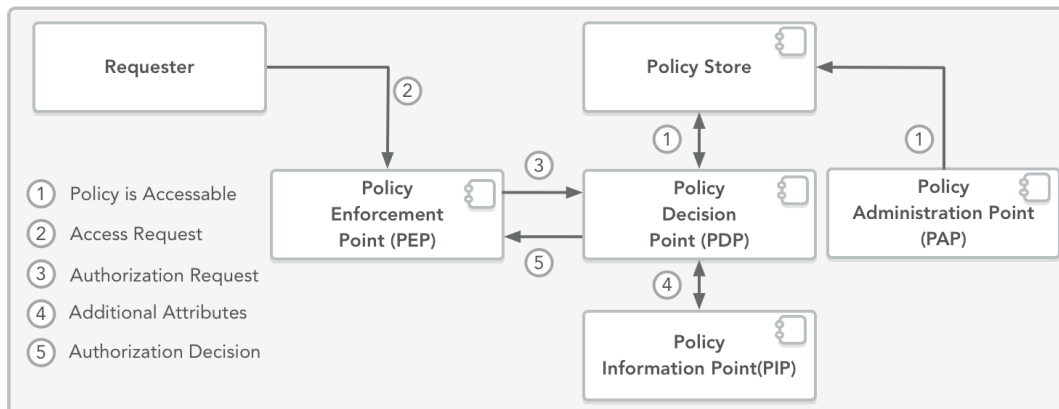 Requester
Policy Store
2
1
1
3
Policy
Enforcement
Point (PEP)
Policy
Decision
Point (PDP)
Policy
Administration Point
(PAP)
5
4
Policy
Information Point(PIP)
1 Policy is Accessable
2 Access Request
3 Authorization Request
4 Additional Attributes
5 Authorization Decision